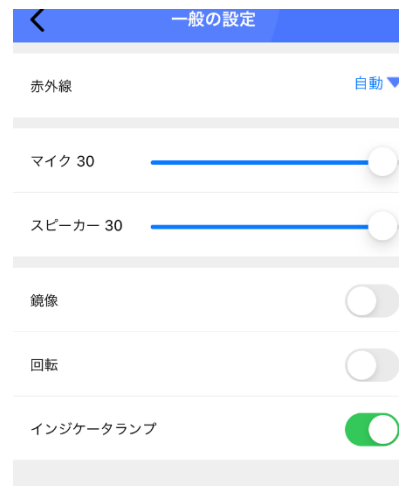 一般の設定
赤外線 自動
マイク 30
スピーカー 30
鏡像
回転
インジケータランプ